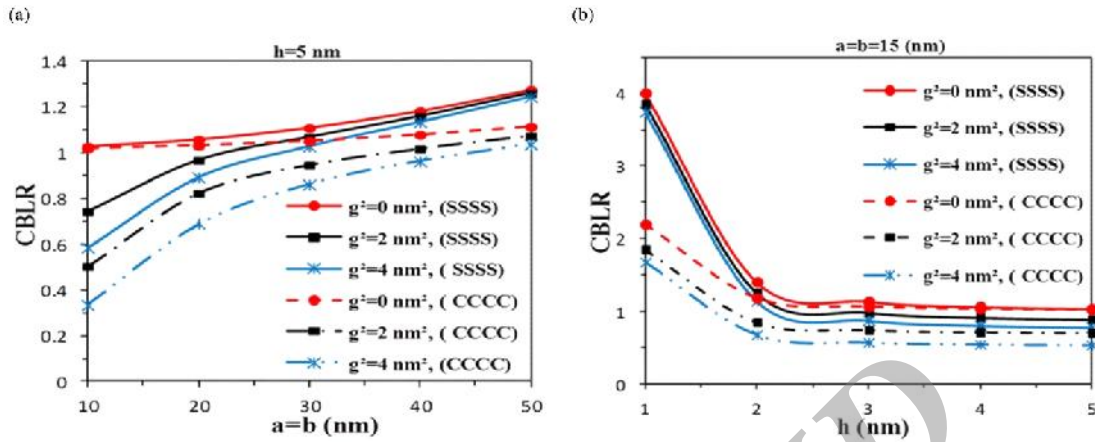 (a)
h=5 nm
1.4
1.2
1
0.8
0.6
0.4
0.2
0
CBLR
g²=0 nm², (SSSS)
g²=2 nm², (SSSS)
g²=4 nm², ( SSSS)
g²=0 nm², ( CCCC)
g²=2 nm², ( CCCC)
g²=4 nm², (CCCC)
10 20 30 40 50
a=b (nm)
(b)
a=b=15 (nm)
4
3
2
1
0
CBLR
g²=0 nm², (SSSS)
g²=2 nm², (SSSS)
g²=4 nm², (SSSS)
g²=0 nm², ( CCCC)
g²=2 nm², ( CCCC)
g²=4 nm², ( CCCC)
1 2 3 4 5
h (nm)